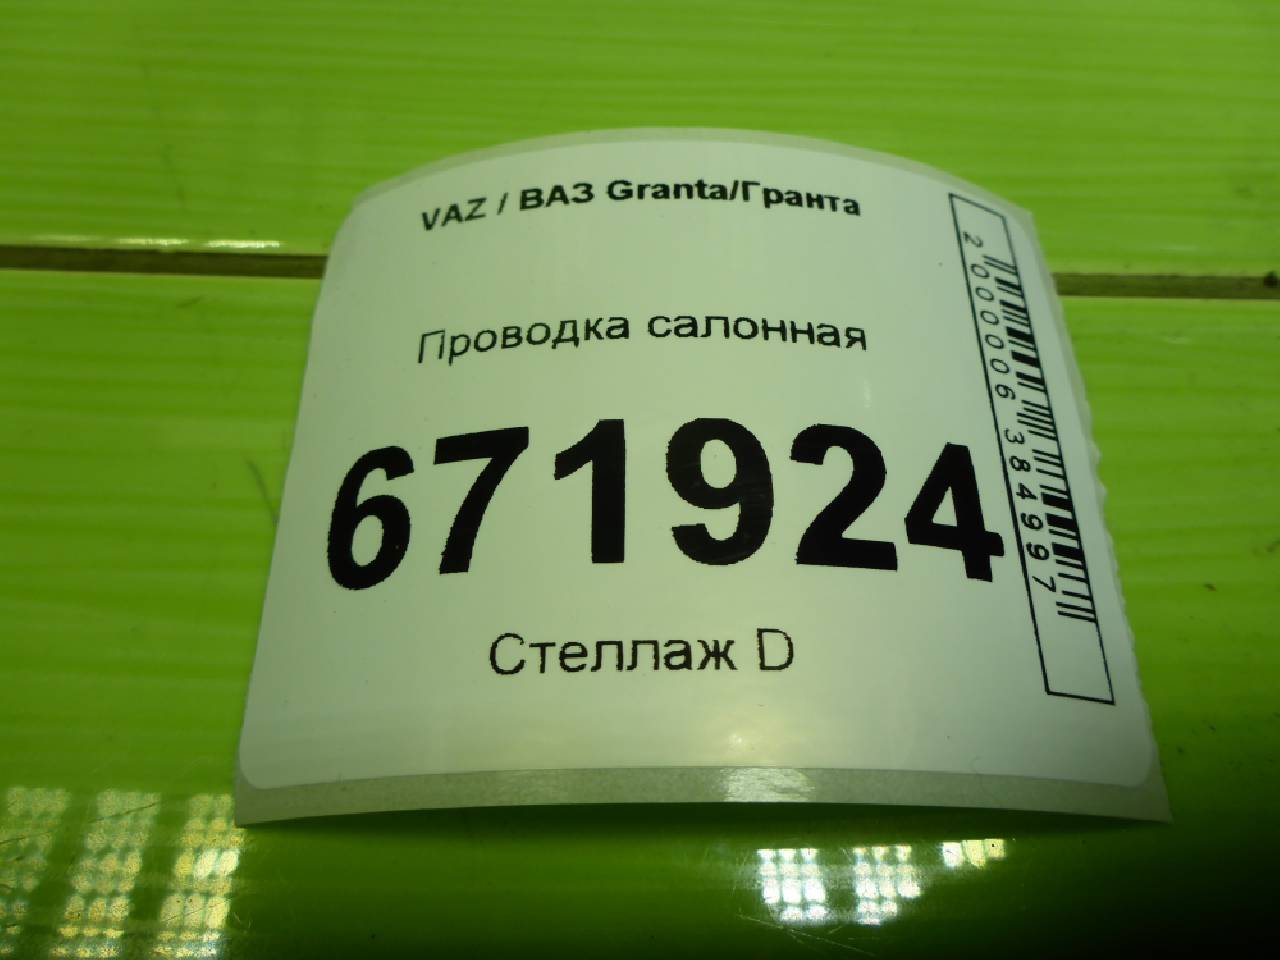 VAZ / ВАЗ Granta/Гранта
Проводка салонная
671924
Стеллаж D
2000006384997